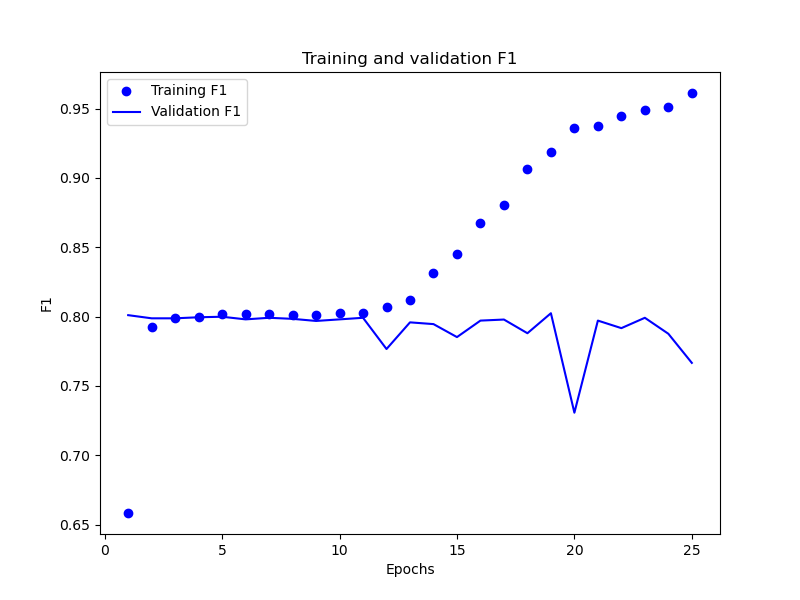 Training and validation F1
Training F1
Validation F1
0.95
0.90
0.85
0.80
0.75
0.70
0.65
F1
0
5
10
15
20
25
Epochs